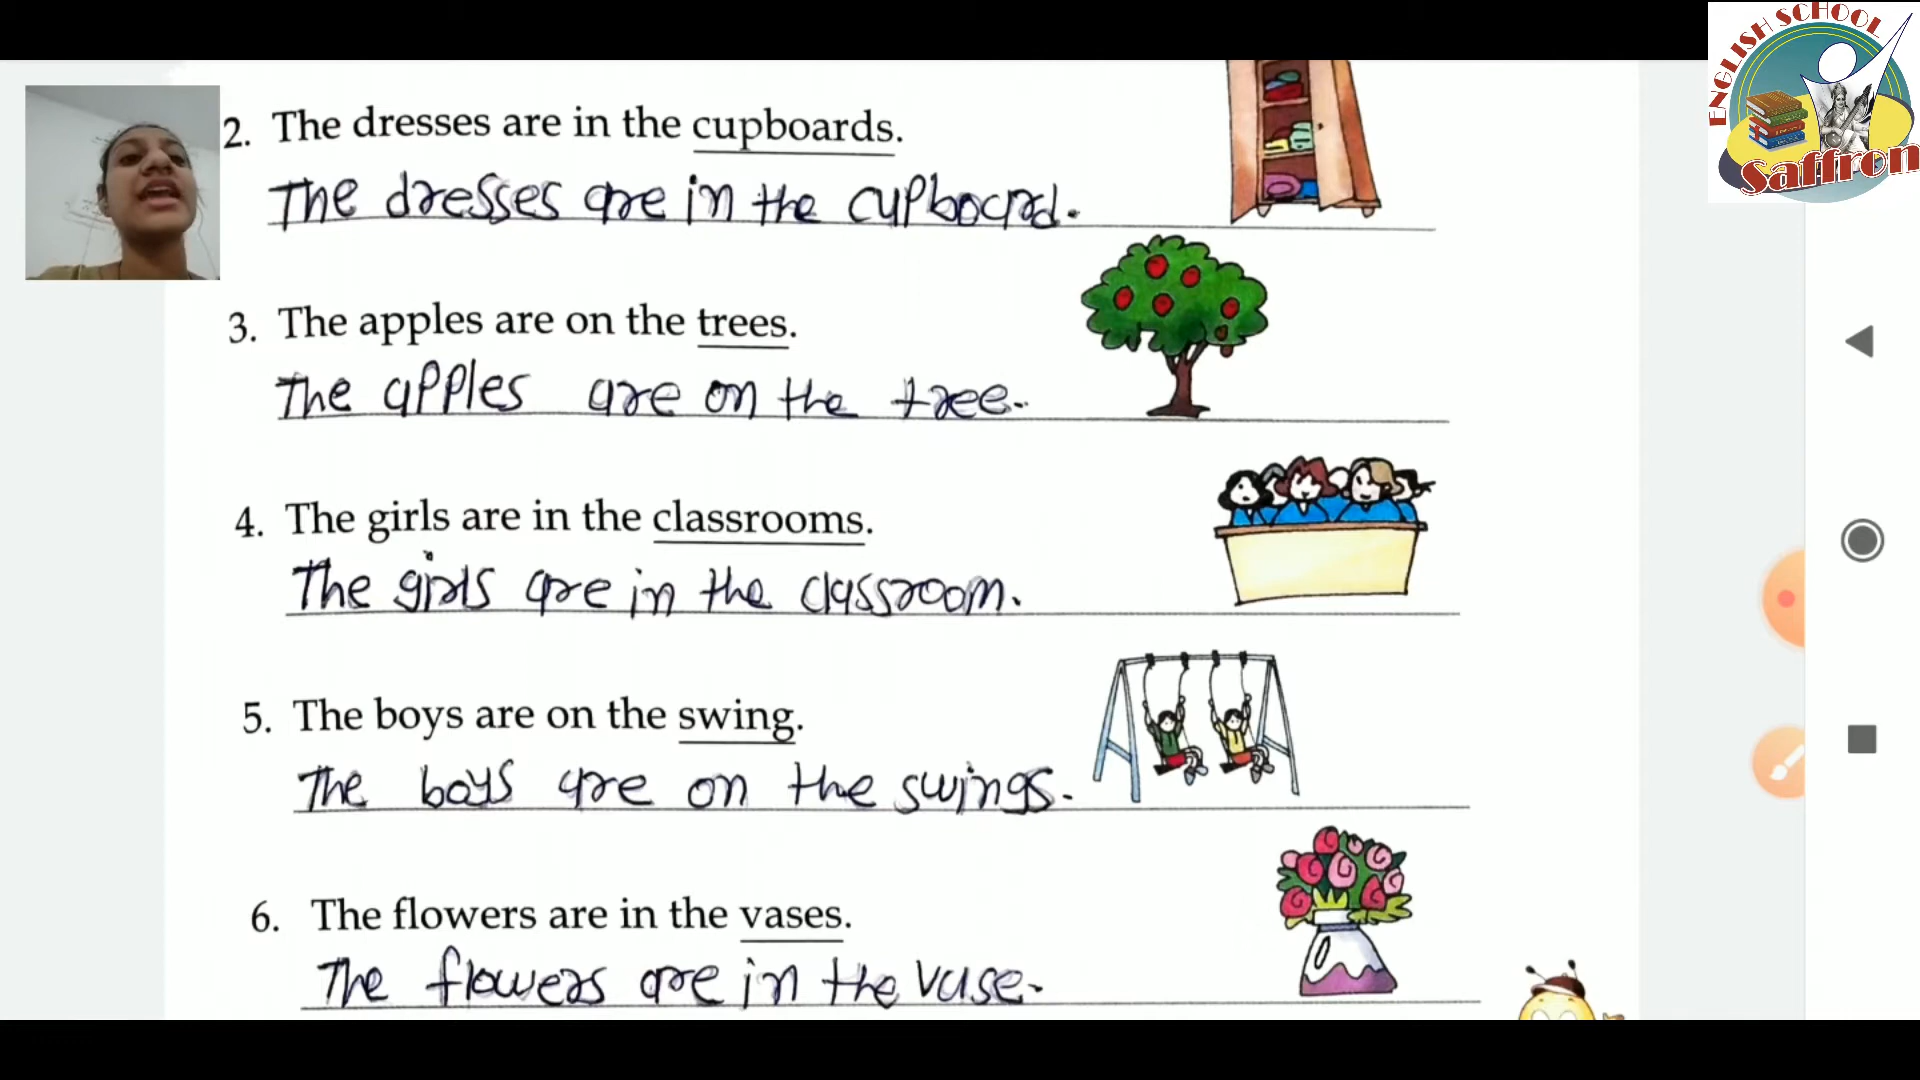 ENGLISH SCHOOL
Saffron
2. The dresses are in the cupboards.
The dresses are in the cupboard.
3. The apples are on the trees.
The apples are on the tree.
4. The girls are in the classrooms.
The girls are in the classroom.
5. The boys are on the swing.
The boys are on the swings.
6. The flowers are in the vases.
The flowers are in the vase.